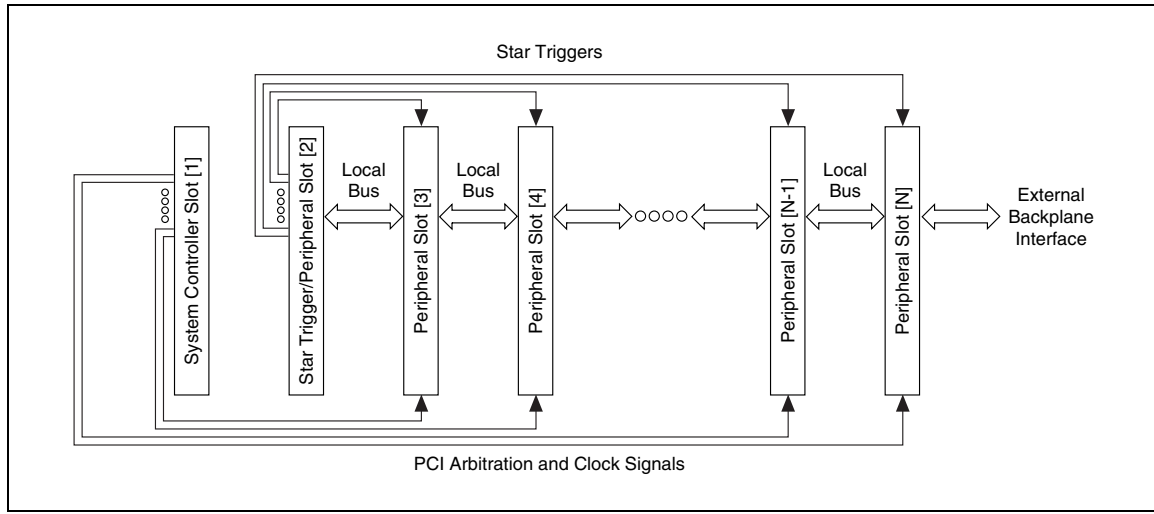 Star Triggers
System Controller Slot [1]
Star Trigger/Peripheral Slot [2]
Local
Bus
Peripheral Slot [3]
Local
Bus
Peripheral Slot [4]
Peripheral Slot [N-1]
Local
Bus
Peripheral Slot [N]
External
Backplane
Interface
PCI Arbitration and Clock Signals